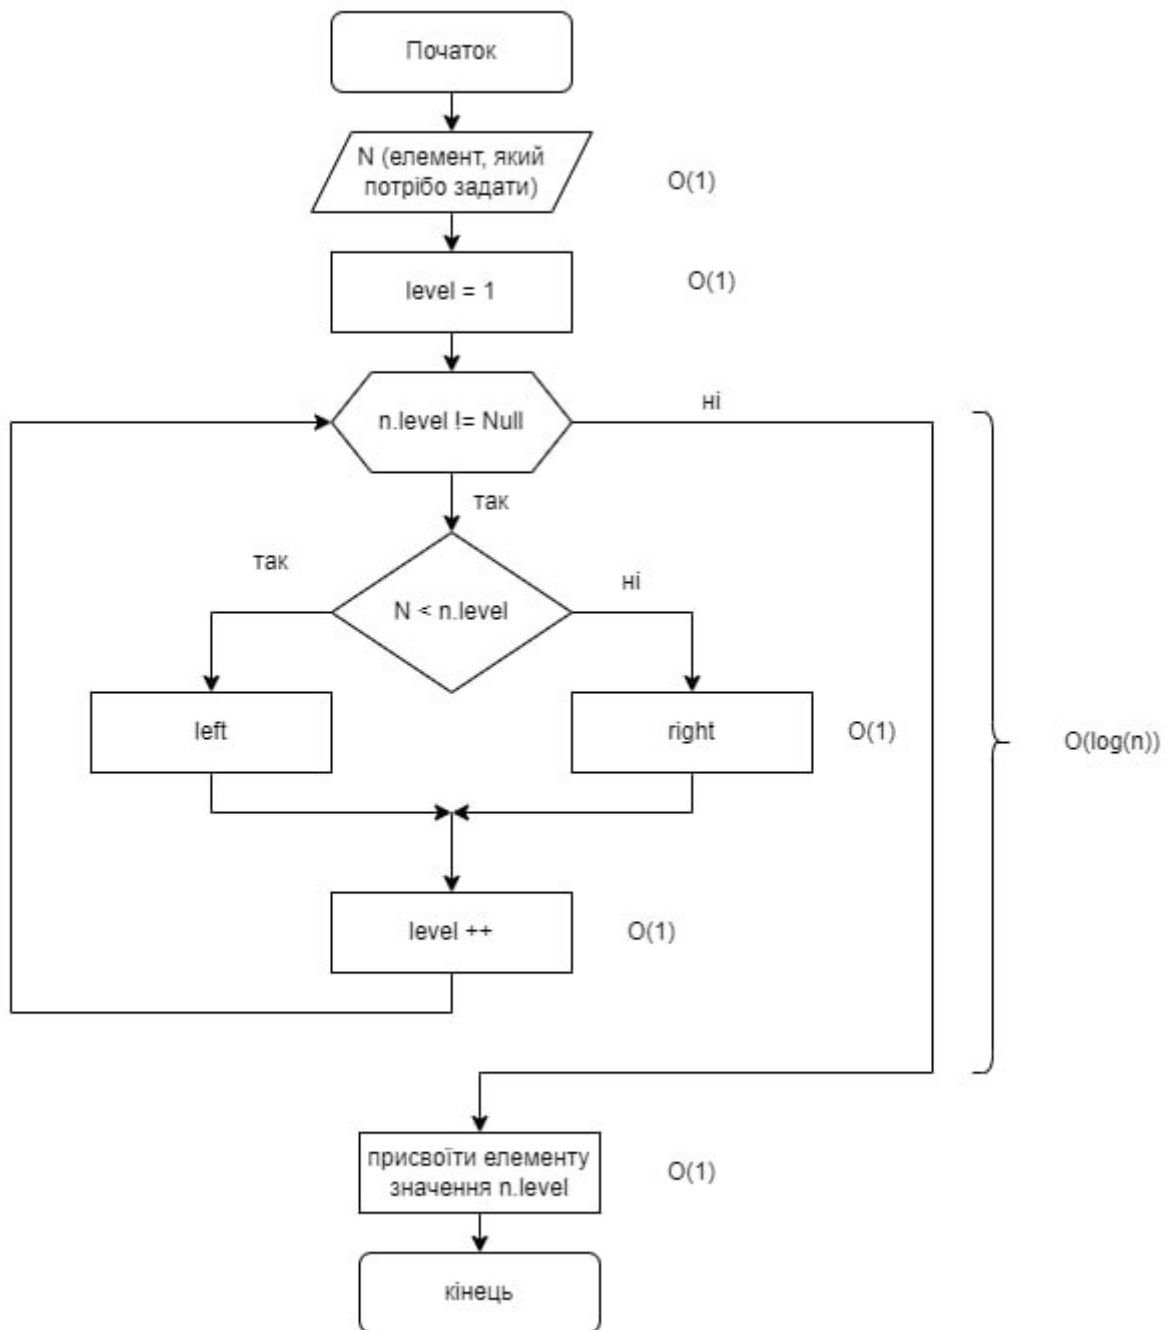 Початок
N (елемент, який
потрібо задати)
O(1)
level = 1
O(1)
n.level != Null
ні
так
так
N < n.level
ні
left
right
O(1)
O(log(n))
level ++
O(1)
присвоїти елементу
значення n.level
O(1)
кінець